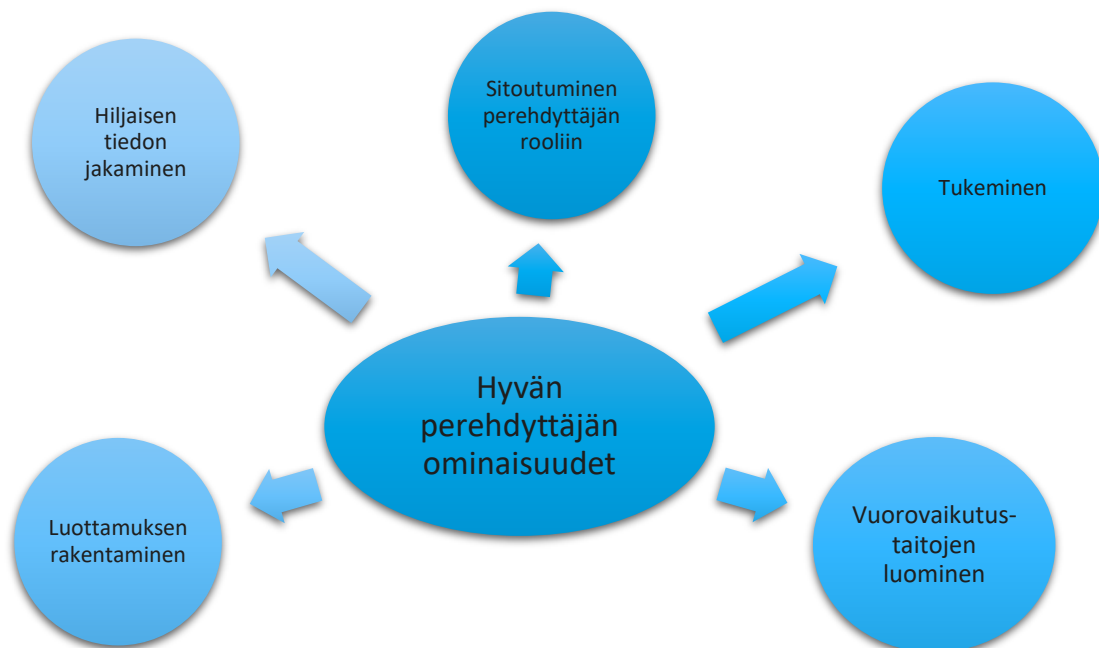 Hiljaisen
tiedon
jakaminen
Sitoutuminen
perehdyttäjän
rooliin
Tukeminen
Hyvän
perehdyttäjän
ominaisuudet
Luottamuksen
rakentaminen
Vuorovaikutus-
taitojen
luominen